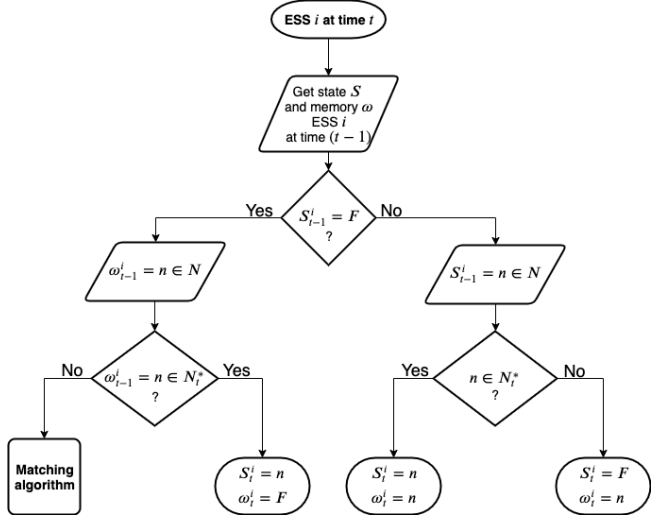 ESS i at time t
Get state S
and memory ω
ESS i
at time (t − 1)
Yes
S^i_{t−1} = F
?
No
ω^i_{t−1} = n ∈ N
S^i_{t−1} = n ∈ N
No
ω^i_{t−1} = n ∈ N^*_t
?
Yes
Yes
n ∈ N^*_t
?
No
Matching
algorithm
S^i_t = n
ω^i_t = F
S^i_t = n
ω^i_t = n
S^i_t = F
ω^i_t = n